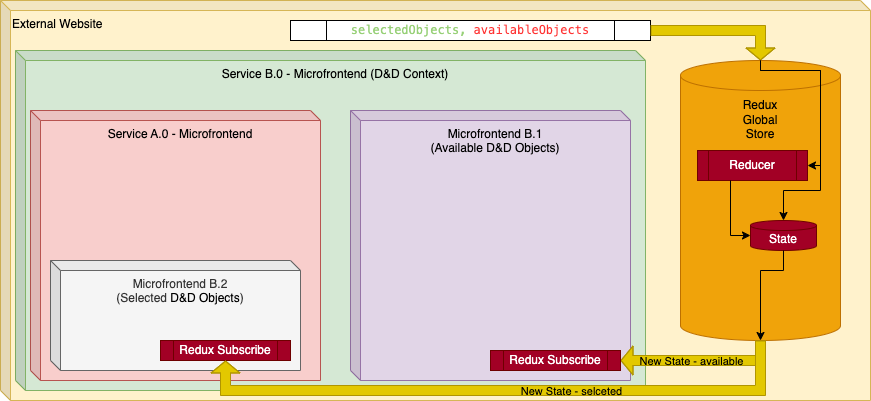 External Website
selectedObjects, availableObjects
Service B.0 - Microfrontend (D&D Context)
Service A.0 - Microfrontend
Microfrontend B.1
(Available D&D Objects)
Redux
Global
Store
Reducer
State
Microfrontend B.2
(Selected D&D Objects)
Redux Subscribe
Redux Subscribe
New State - available
New State - selceted